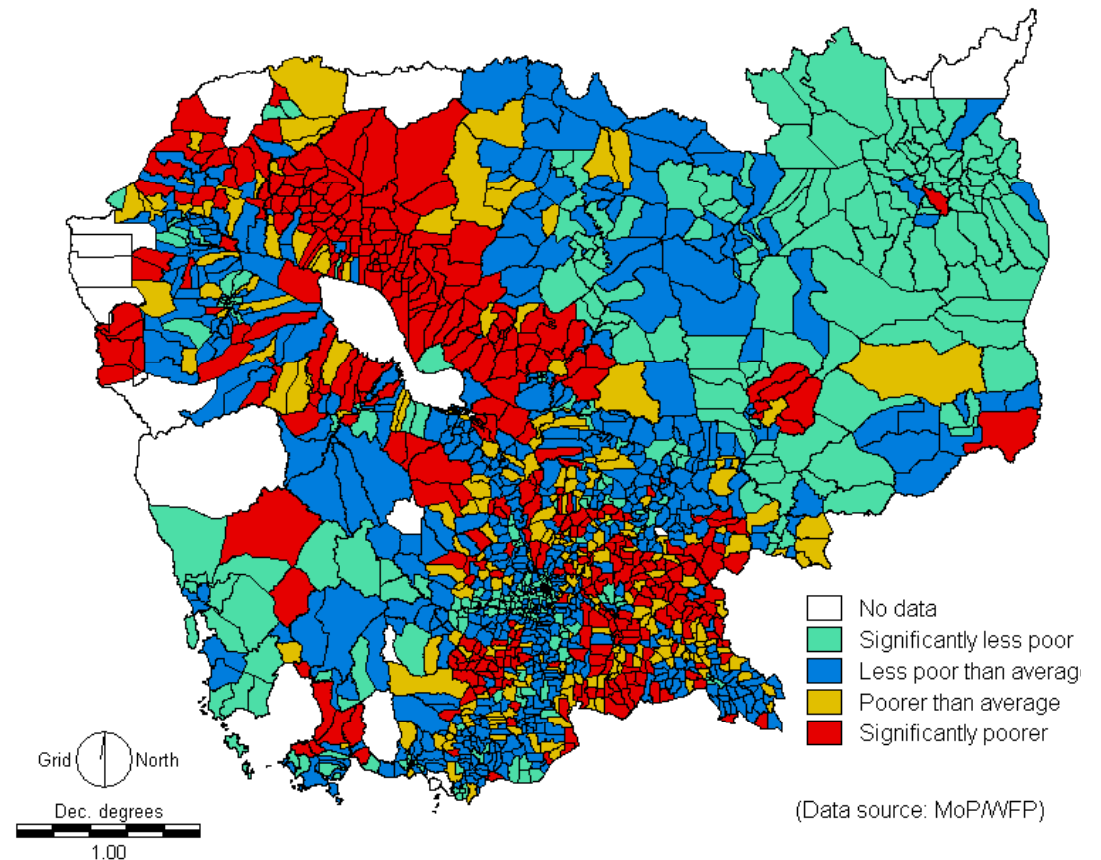 No data
Significantly less poor
Less poor than average
Poorer than average
Significantly poorer
Grid North
Dec. degrees
1.00
(Data source: MoP/WFP)